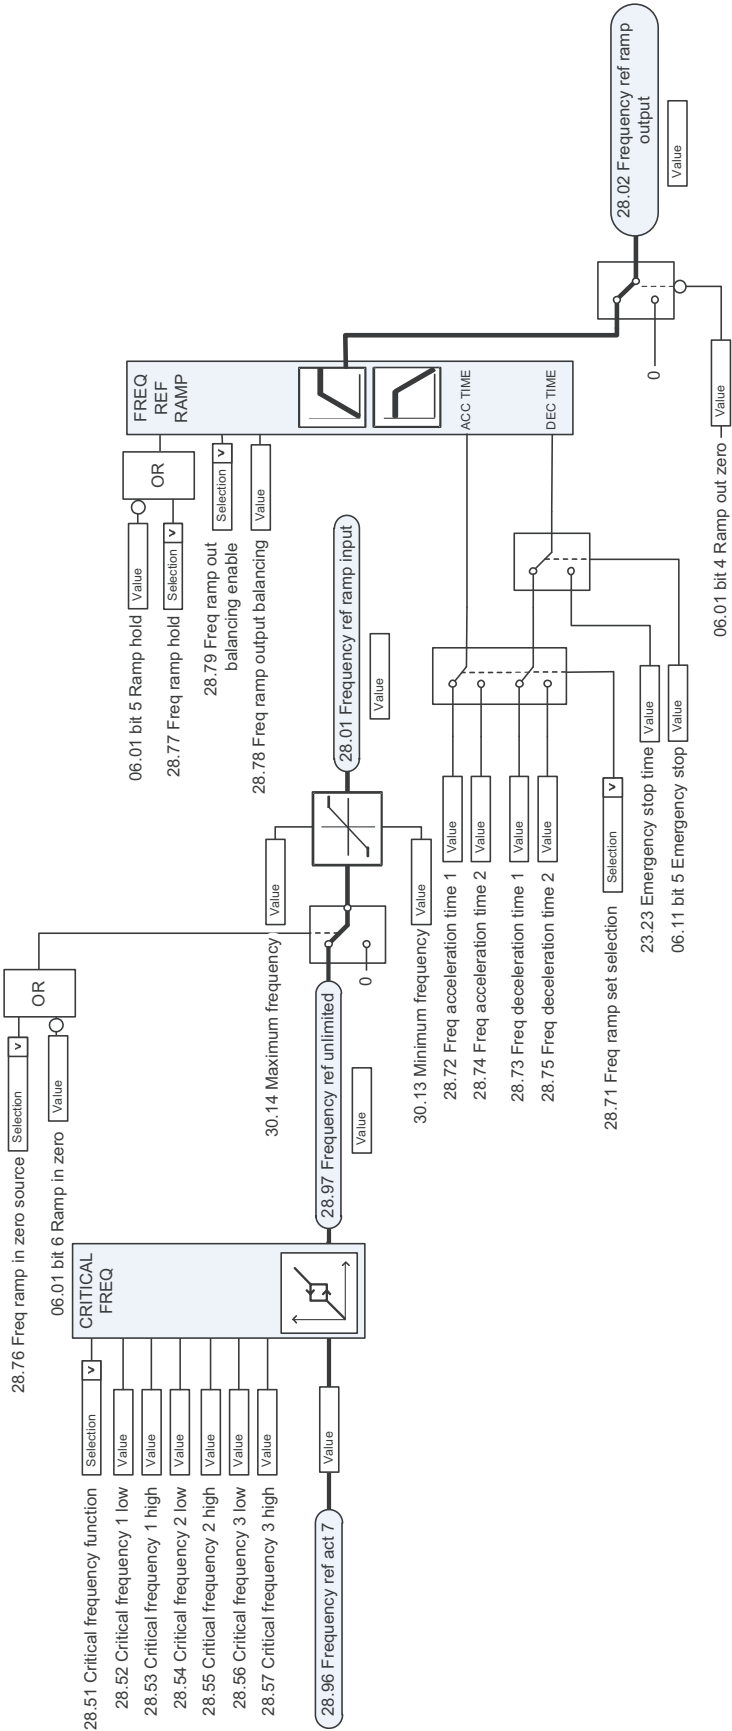 28.76 Freq ramp in zero source
Selection
v
06.01 bit 6 Ramp in zero
Value
OR
28.51 Critical frequency function
Selection
v
28.52 Critical frequency 1 low
Value
28.53 Critical frequency 1 high
Value
28.54 Critical frequency 2 low
Value
28.55 Critical frequency 2 high
Value
28.56 Critical frequency 3 low
Value
28.57 Critical frequency 3 high
Value
28.96 Frequency ref act 7
Value
CRITICAL
FREQ
28.97 Frequency ref unlimited
Value
0
30.14 Maximum frequency
Value
30.13 Minimum frequency
Value
28.01 Frequency ref ramp input
Value
06.01 bit 5 Ramp hold
Value
28.77 Freq ramp hold
Selection
v
OR
28.79 Freq ramp out
balancing enable
Selection
v
28.78 Freq ramp output balancing
Value
FREQ
REF
RAMP
ACC TIME
DEC TIME
28.72 Freq acceleration time 1
Value
28.74 Freq acceleration time 2
Value
28.73 Freq deceleration time 1
Value
28.75 Freq deceleration time 2
Value
28.71 Freq ramp set selection
Selection
v
23.23 Emergency stop time
Value
06.11 bit 5 Emergency stop
Value
06.01 bit 4 Ramp out zero
Value
0
28.02 Frequency ref ramp
output
Value